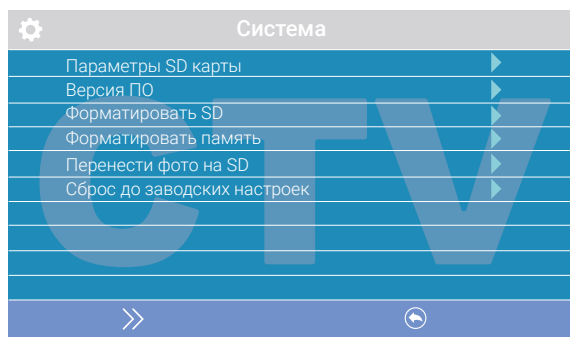 Система
Параметры SD карты
Версия ПО
Форматировать SD
Форматировать память
Перенести фото на SD
Сброс до заводских настроек
CTV